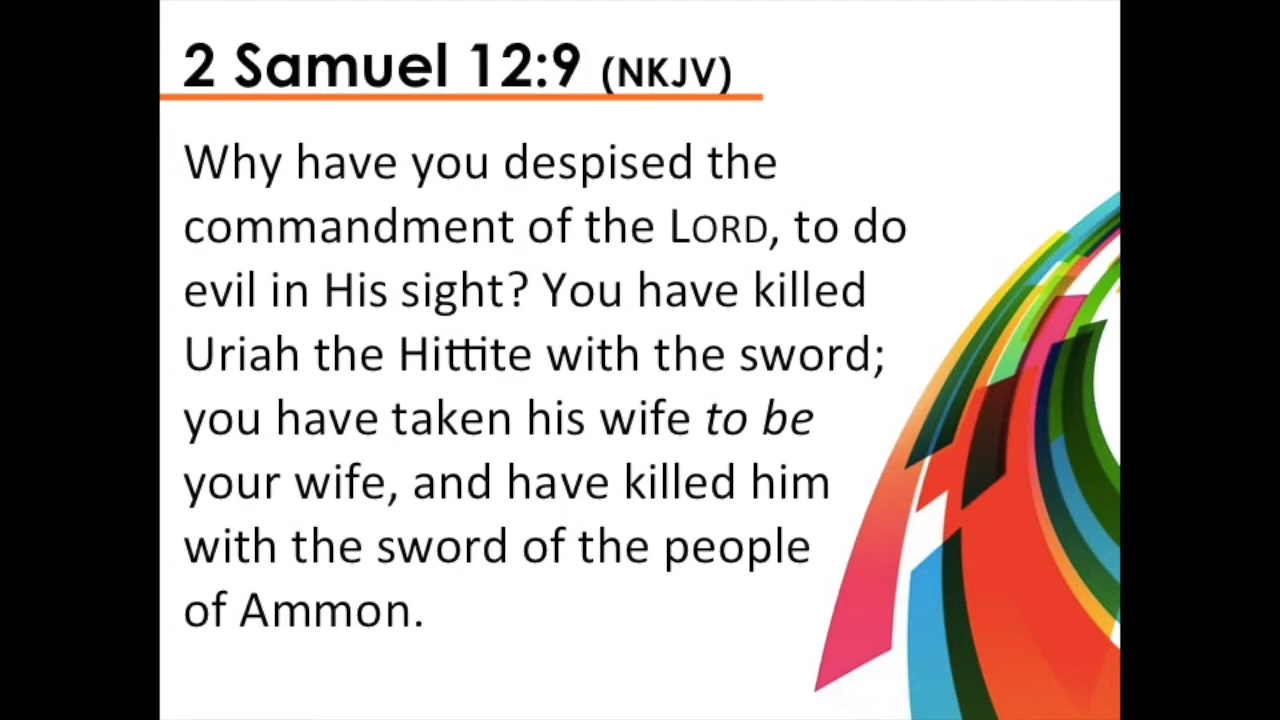 2 Samuel 12:9 (NKJV)
Why have you despised the
commandment of the LORD, to do
evil in His sight? You have killed
Uriah the Hittite with the sword;
you have taken his wife to be
your wife, and have killed him
with the sword of the people
of Ammon.